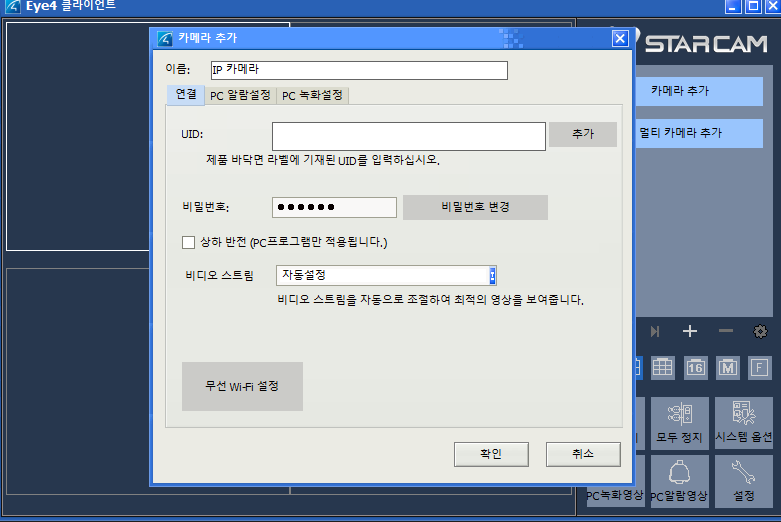 Eye4 클라이언트
카메라 추가
이름:
IP 카메라
연결
PC 알람설정
PC 녹화설정
UID:
추가
제품 바닥면 라벨에 기재된 UID를 입력하십시오.
비밀번호:
비밀번호 변경
상하 반전 (PC프로그램만 적용됩니다.)
비디오 스트림
자동설정
비디오 스트림을 자동으로 조절하여 최적의 영상을 보여줍니다.
무선 Wi-Fi 설정
확인
취소
STARCAM
카메라 추가
멀티 카메라 추가
16
M
F
모두 정지
시스템 옵션
PC녹화영상
PC알람영상
설정